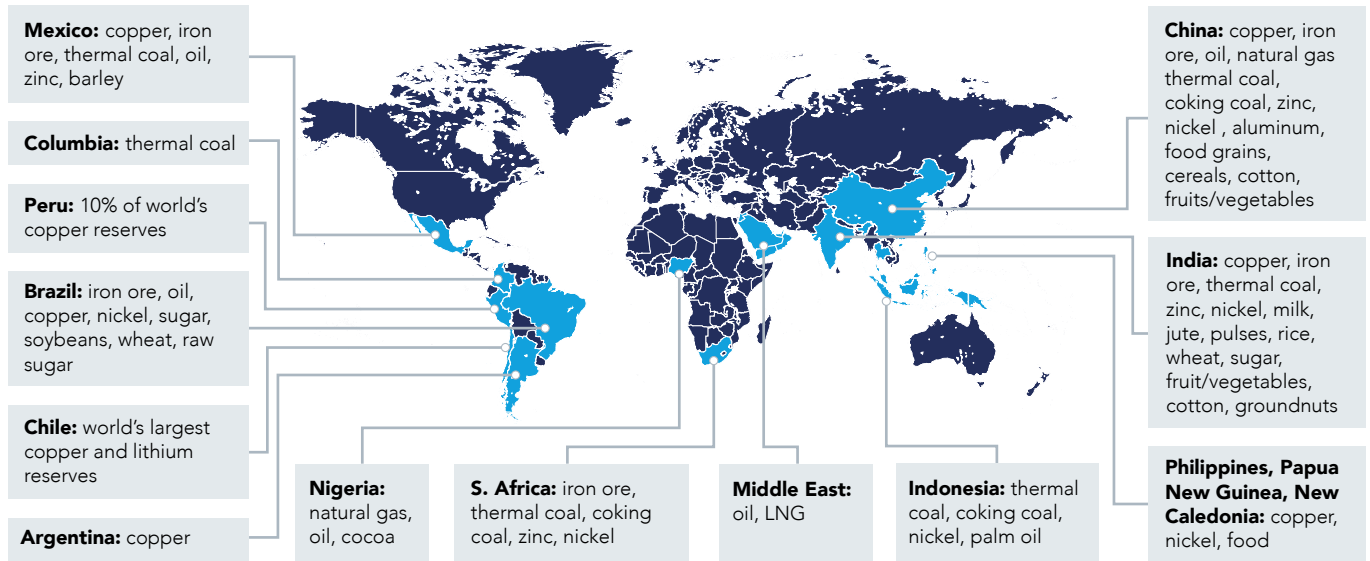 Mexico: copper, iron
ore, thermal coal, oil,
zinc, barley
Columbia: thermal coal
Peru: 10% of world’s
copper reserves
Brazil: iron ore, oil,
copper, nickel, sugar,
soybeans, wheat, raw
sugar
Chile: world’s largest
copper and lithium
reserves
Argentina: copper
Nigeria:
natural gas,
oil, cocoa
S. Africa: iron ore,
thermal coal, coking
coal, zinc, nickel
Middle East:
oil, LNG
Indonesia: thermal
coal, coking coal,
nickel, palm oil
China: copper, iron
ore, oil, natural gas
thermal coal,
coking coal, zinc,
nickel , aluminum,
food grains,
cereals, cotton,
fruits/vegetables
India: copper, iron
ore, thermal coal,
zinc, nickel, milk,
jute, pulses, rice,
wheat, sugar,
fruit/vegetables,
cotton, groundnuts
Philippines, Papua
New Guinea, New
Caledonia: copper,
nickel, food